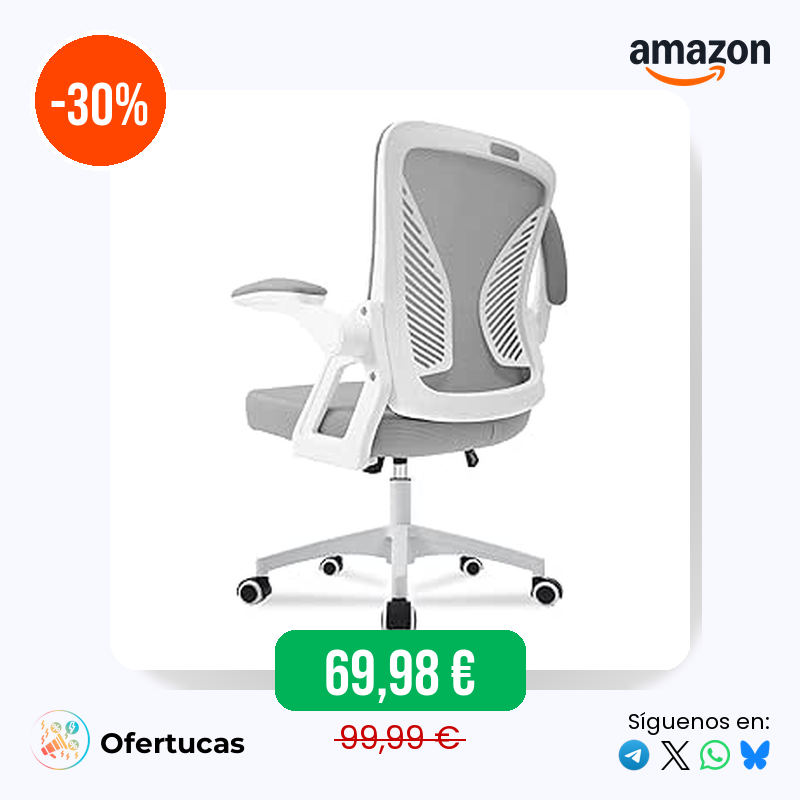 -30%
amazon
69,98 €
99,99 €
Ofertucas
Síguenos en: